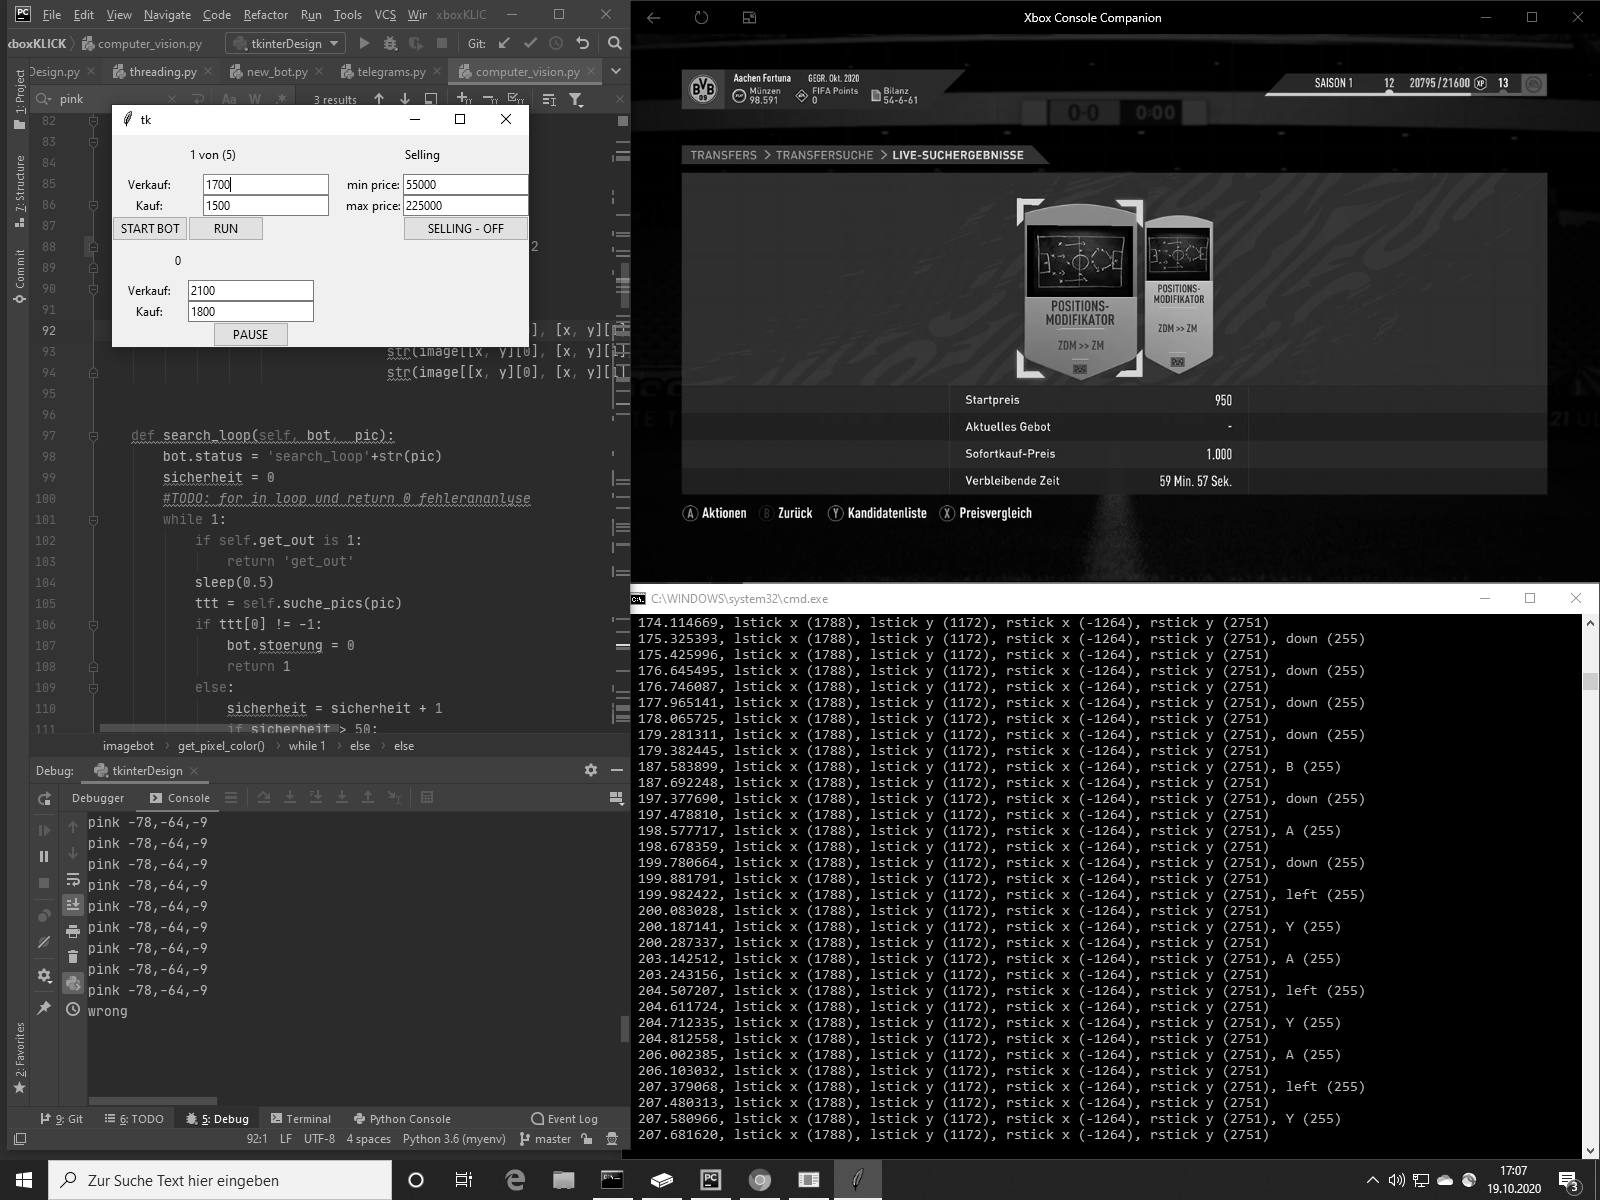 File Edit View Navigate Code Refactor Run Tools VCS Wir xboxKLIC
xboxKLICK computer_vision.py tkinterDesign Git:
Design.py threading.py new_bot.py telegrams.py computer_vision.py
pink Aa W 3 results
1: Project
7: Structure
Commit
2: Favorites
tk
1 von (5) Selling
Verkauf: 1700 min price: 55000
Kauf: 1500 max price: 225000
START BOT RUN SELLING - OFF
0
Verkauf: 2100
Kauf: 1800
PAUSE
82
83
84
85
86
87
88 2
89
90
91
92 ], [x, y][
93 str(image[[x, y][0], [x, y][1]
94 str(image[[x, y][0], [x, y][1]
95
96
97 def search_loop(self, bot, pic):
98 bot.status = 'search_loop'+str(pic)
99 sicherheit = 0
100 #TODO: for in loop und return 0 fehlerananlyse
101 while 1:
102 if self.get_out is 1:
103 return 'get_out'
104 sleep(0.5)
105 ttt = self.suche_pics(pic)
106 if ttt[0] != -1:
107 bot.stoerung = 0
108 return 1
109 else:
110 sicherheit = sicherheit + 1
111 if sicherheit > 50:
imagebot get_pixel_color() while 1 else else
Debug: tkinterDesign
Debugger Console
pink -78,-64,-9
pink -78,-64,-9
pink -78,-64,-9
pink -78,-64,-9
pink -78,-64,-9
pink -78,-64,-9
pink -78,-64,-9
pink -78,-64,-9
pink -78,-64,-9
wrong
9: Git 6: TODO 5: Debug Terminal Python Console Event Log
92:1 LF UTF-8 4 spaces Python 3.6 (myenv) master
Xbox Console Companion
BVB 09
Aachen Fortuna GEGR. Okt. 2020
Münzen 98.591
FIFA Points 0
Bilanz 54-6-61
SAISON 1 12 20795/21600 XP 13
0-0 0:00
TRANSFERS > TRANSFERSUCHE > LIVE-SUCHERGEBNISSE
POSITIONS-
MODIFIKATOR
ZDM >> ZM
POSITIONS-
MODIFIKATOR
ZDM >> ZM
Startpreis 950
Aktuelles Gebot -
Sofortkauf-Preis 1.000
Verbleibende Zeit 59 Min. 57 Sek.
A Aktionen B Zurück Y Kandidatenliste X Preisvergleich
C:\WINDOWS\system32\cmd.exe
174.114669, lstick x (1788), lstick y (1172), rstick x (-1264), rstick y (2751)
175.325393, lstick x (1788), lstick y (1172), rstick x (-1264), rstick y (2751), down (255)
175.425996, lstick x (1788), lstick y (1172), rstick x (-1264), rstick y (2751)
176.645495, lstick x (1788), lstick y (1172), rstick x (-1264), rstick y (2751), down (255)
176.746087, lstick x (1788), lstick y (1172), rstick x (-1264), rstick y (2751)
177.965141, lstick x (1788), lstick y (1172), rstick x (-1264), rstick y (2751), down (255)
178.065725, lstick x (1788), lstick y (1172), rstick x (-1264), rstick y (2751)
179.281311, lstick x (1788), lstick y (1172), rstick x (-1264), rstick y (2751), down (255)
179.382445, lstick x (1788), lstick y (1172), rstick x (-1264), rstick y (2751)
187.583899, lstick x (1788), lstick y (1172), rstick x (-1264), rstick y (2751), B (255)
187.692248, lstick x (1788), lstick y (1172), rstick x (-1264), rstick y (2751)
197.377690, lstick x (1788), lstick y (1172), rstick x (-1264), rstick y (2751), down (255)
197.478810, lstick x (1788), lstick y (1172), rstick x (-1264), rstick y (2751)
198.577717, lstick x (1788), lstick y (1172), rstick x (-1264), rstick y (2751), A (255)
198.678359, lstick x (1788), lstick y (1172), rstick x (-1264), rstick y (2751)
199.780664, lstick x (1788), lstick y (1172), rstick x (-1264), rstick y (2751), down (255)
199.881791, lstick x (1788), lstick y (1172), rstick x (-1264), rstick y (2751)
199.982422, lstick x (1788), lstick y (1172), rstick x (-1264), rstick y (2751), left (255)
200.083028, lstick x (1788), lstick y (1172), rstick x (-1264), rstick y (2751)
200.187141, lstick x (1788), lstick y (1172), rstick x (-1264), rstick y (2751), Y (255)
200.287337, lstick x (1788), lstick y (1172), rstick x (-1264), rstick y (2751)
203.142512, lstick x (1788), lstick y (1172), rstick x (-1264), rstick y (2751), A (255)
203.243156, lstick x (1788), lstick y (1172), rstick x (-1264), rstick y (2751)
204.507207, lstick x (1788), lstick y (1172), rstick x (-1264), rstick y (2751), left (255)
204.611724, lstick x (1788), lstick y (1172), rstick x (-1264), rstick y (2751)
204.712335, lstick x (1788), lstick y (1172), rstick x (-1264), rstick y (2751), Y (255)
204.812558, lstick x (1788), lstick y (1172), rstick x (-1264), rstick y (2751)
206.002385, lstick x (1788), lstick y (1172), rstick x (-1264), rstick y (2751), A (255)
206.103032, lstick x (1788), lstick y (1172), rstick x (-1264), rstick y (2751)
207.379068, lstick x (1788), lstick y (1172), rstick x (-1264), rstick y (2751), left (255)
207.480313, lstick x (1788), lstick y (1172), rstick x (-1264), rstick y (2751)
207.580966, lstick x (1788), lstick y (1172), rstick x (-1264), rstick y (2751), Y (255)
207.681620, lstick x (1788), lstick y (1172), rstick x (-1264), rstick y (2751)
Zur Suche Text hier eingeben
17:07
19.10.2020
3